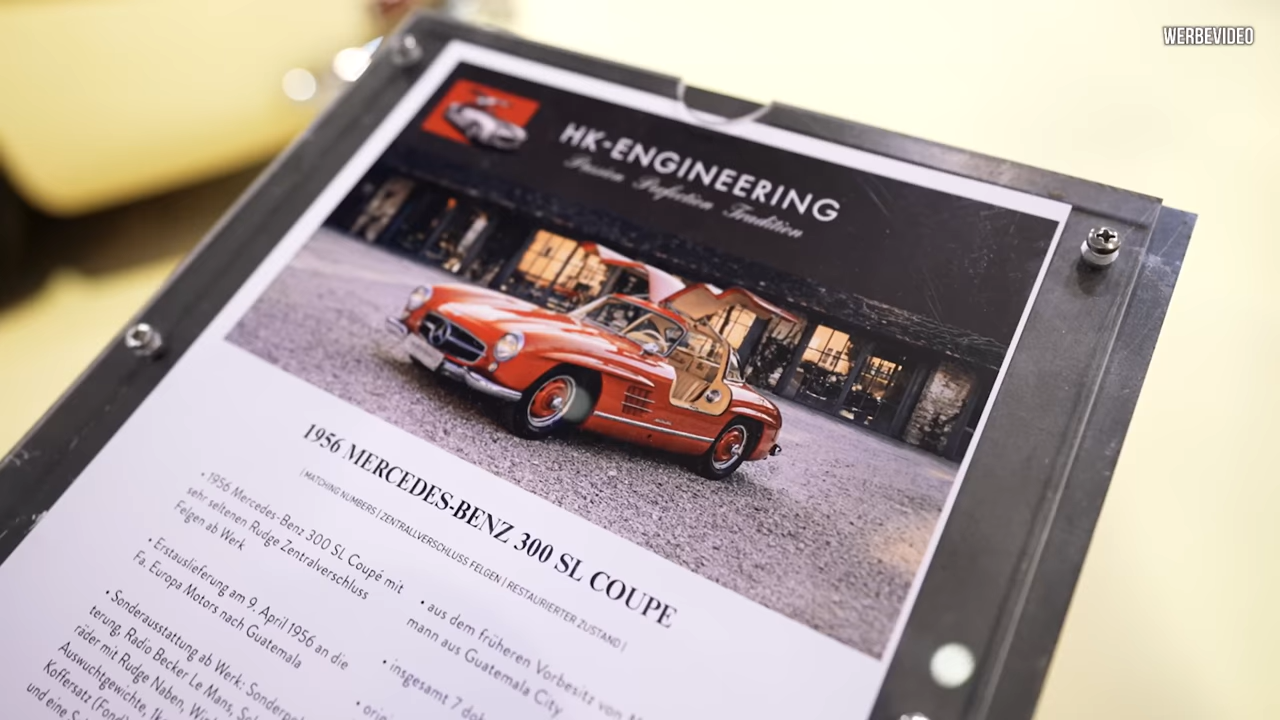 WERBEVIDEO
HK-ENGINEERING
Passion Perfection Tradition
1956 MERCEDES-BENZ 300 SL COUPE
| MATCHING NUMBERS | ZENTRALLVERSCHLUSS FELGEN | RESTAURIERTER ZUSTAND |
• 1956 Mercedes-Benz 300 SL Coupé mit
sehr seltenen Rudge Zentralverschluss
Felgen ab Werk
• Erstauslieferung am 9. April 1956 an die
Fa. Europa Motors nach Guatemala
• Sonderausstattung ab Werk: Sonderpol
terung, Radio Becker Le Mans,
räder mit Rudge Naben,
Auswuchtgewichte,
Koffersatz (Fond)
und eine
• aus dem früheren Vorbesitz von
mann aus Guatemala City
• insgesamt 7